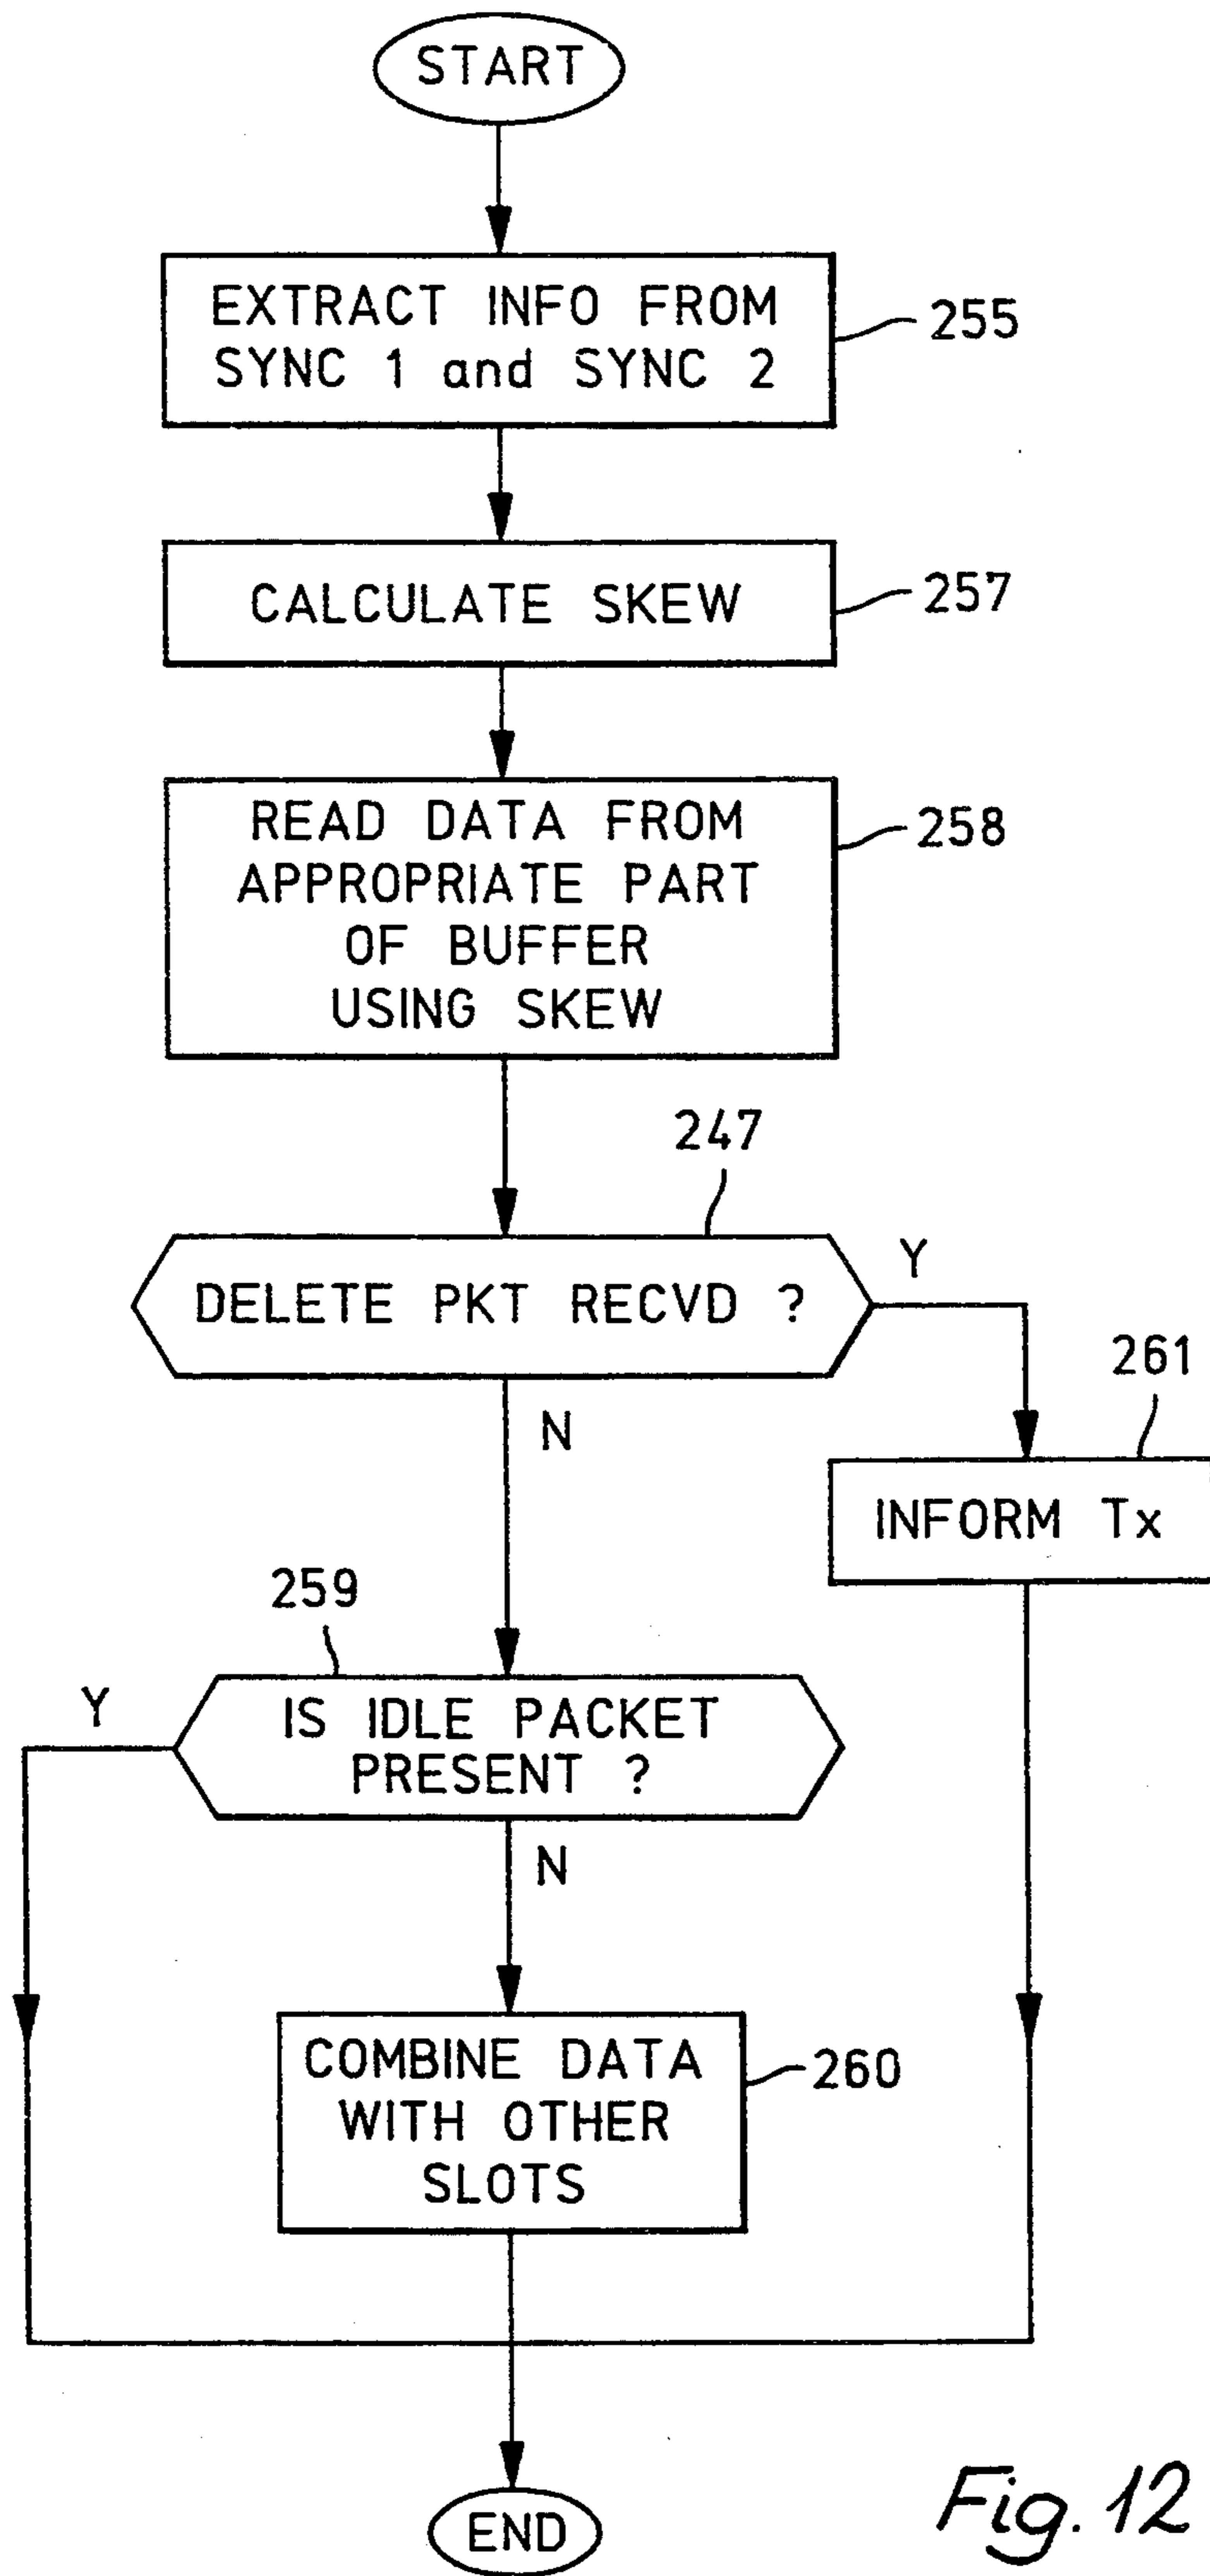 START
EXTRACT INFO FROM
SYNC 1 and SYNC 2
255
CALCULATE SKEW
257
READ DATA FROM
APPROPRIATE PART
OF BUFFER
USING SKEW
258
247
DELETE PKT RECVD ?
Y
N
261
INFORM Tx
259
Y
IS IDLE PACKET
PRESENT ?
N
COMBINE DATA
WITH OTHER
SLOTS
260
END
Fig. 12